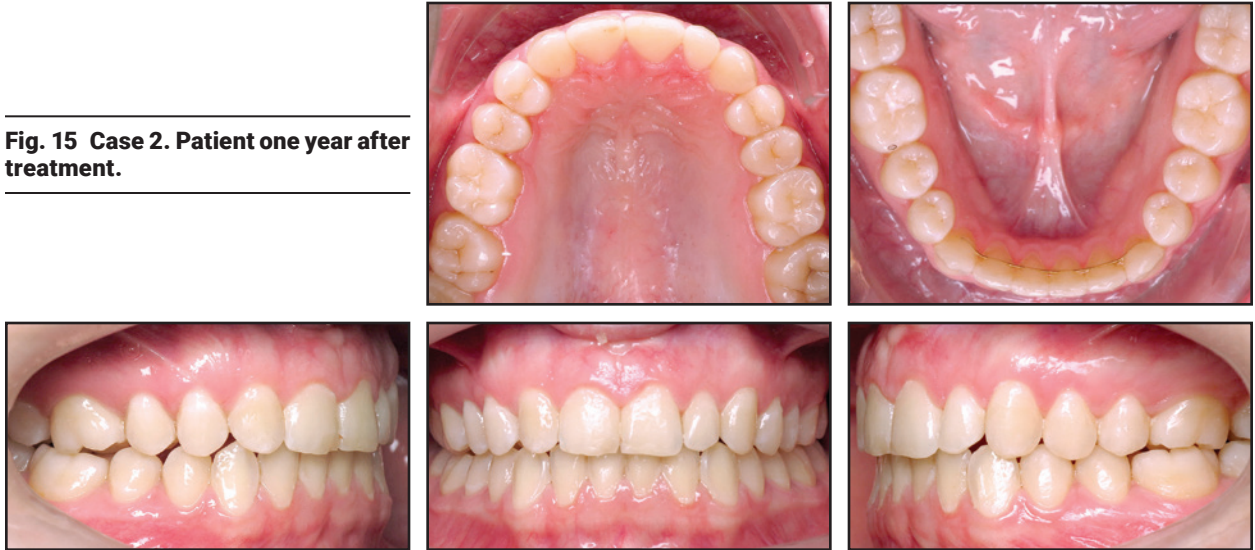 Fig. 15 Case 2. Patient one year after
treatment.